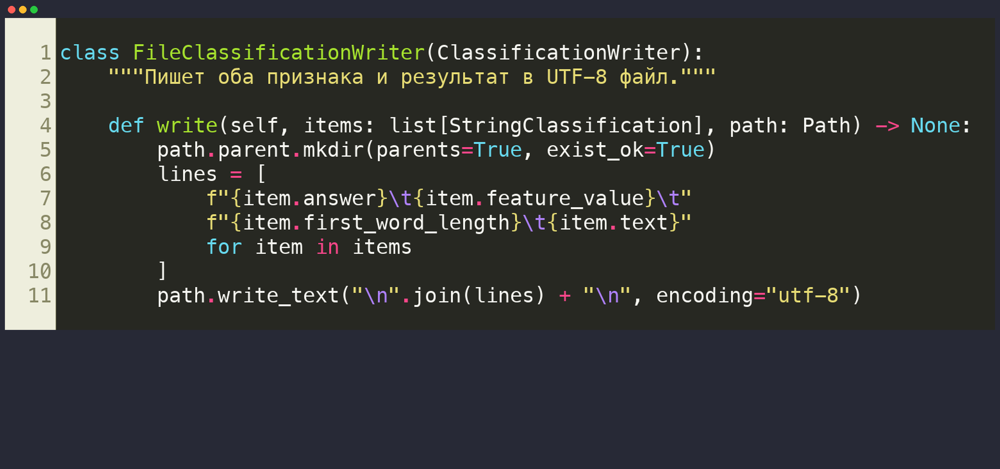 1 class FileClassificationWriter(ClassificationWriter):
2     """Пишет оба признака и результат в UTF-8 файл."""
3
4     def write(self, items: list[StringClassification], path: Path) -> None:
5         path.parent.mkdir(parents=True, exist_ok=True)
6         lines = [
7             f"{item.answer}\t{item.feature_value}\t"
8             f"{item.first_word_length}\t{item.text}"
9             for item in items
10         ]
11         path.write_text("\n".join(lines) + "\n", encoding="utf-8")